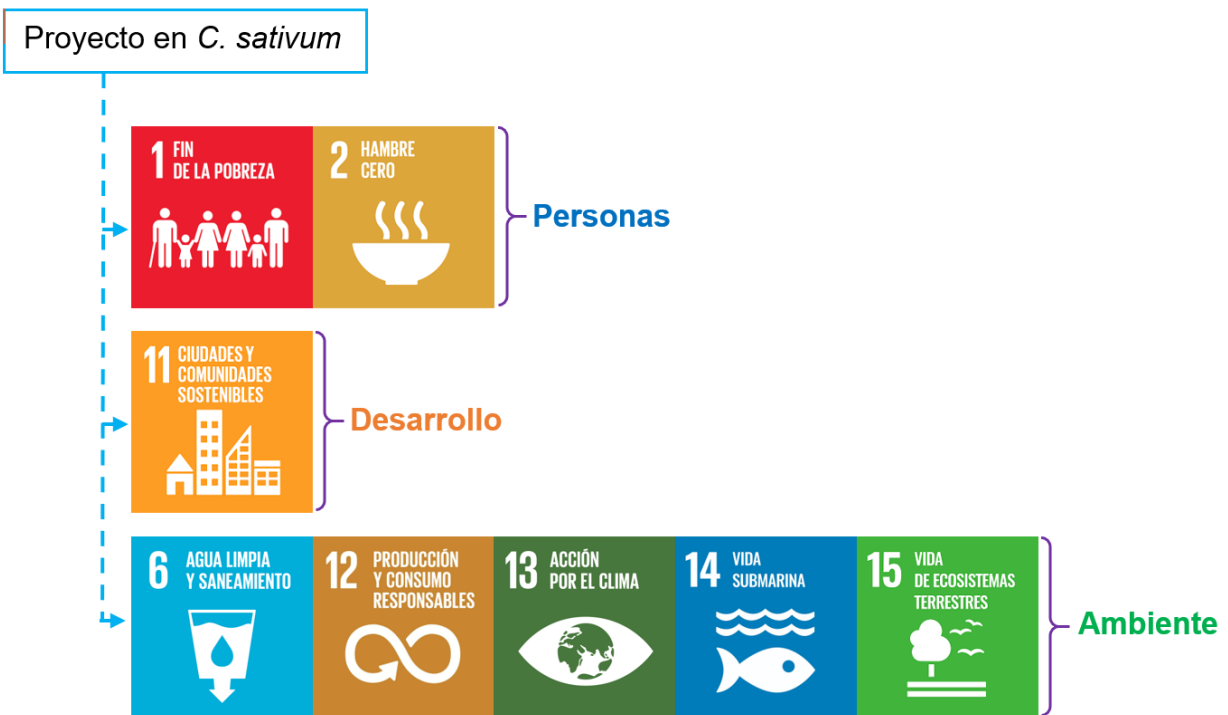 Proyecto en C. sativum
1 FIN
DE LA POBREZA
2 HAMBRE
CERO
Personas
11 CIUDADES Y
COMUNIDADES
SOSTENIBLES
Desarrollo
6 AGUA LIMPIA
Y SANEAMIENTO
12 PRODUCCIÓN
Y CONSUMO
RESPONSABLES
13 ACCIÓN
POR EL CLIMA
14 VIDA
SUBMARINA
15 VIDA
DE ECOSISTEMAS
TERRESTRES
Ambiente